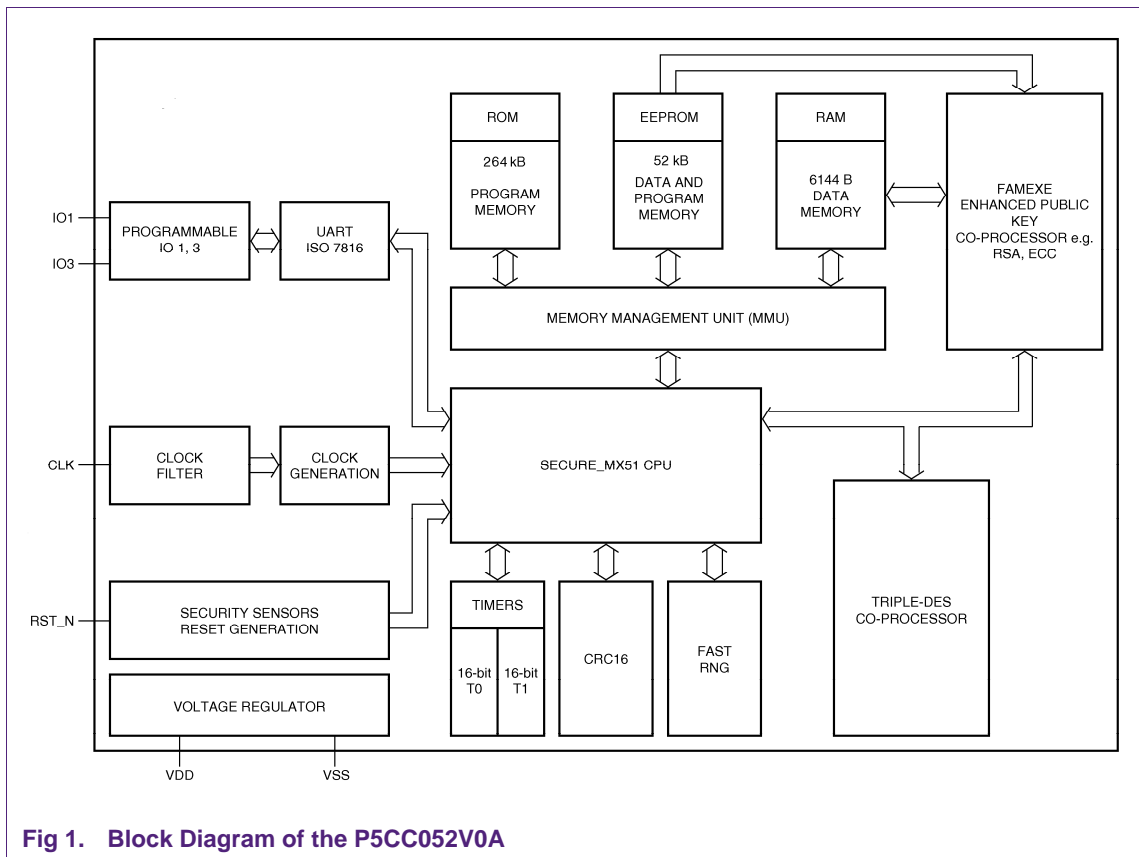 ROM
264 kB
PROGRAM
MEMORY
EEPROM
52 kB
DATA AND
PROGRAM
MEMORY
RAM
6144 B
DATA
MEMORY
FAMEXE
ENHANCED PUBLIC
KEY
CO-PROCESSOR e.g.
RSA, ECC
IO1
IO3
PROGRAMMABLE
IO 1, 3
UART
ISO 7816
MEMORY MANAGEMENT UNIT (MMU)
CLK
CLOCK
FILTER
CLOCK
GENERATION
SECURE_MX51 CPU
RST_N
SECURITY SENSORS
RESET GENERATION
TIMERS
16-bit
T0
16-bit
T1
CRC16
FAST
RNG
TRIPLE-DES
CO-PROCESSOR
VOLTAGE REGULATOR
VDD
VSS
Fig 1. Block Diagram of the P5CC052V0A